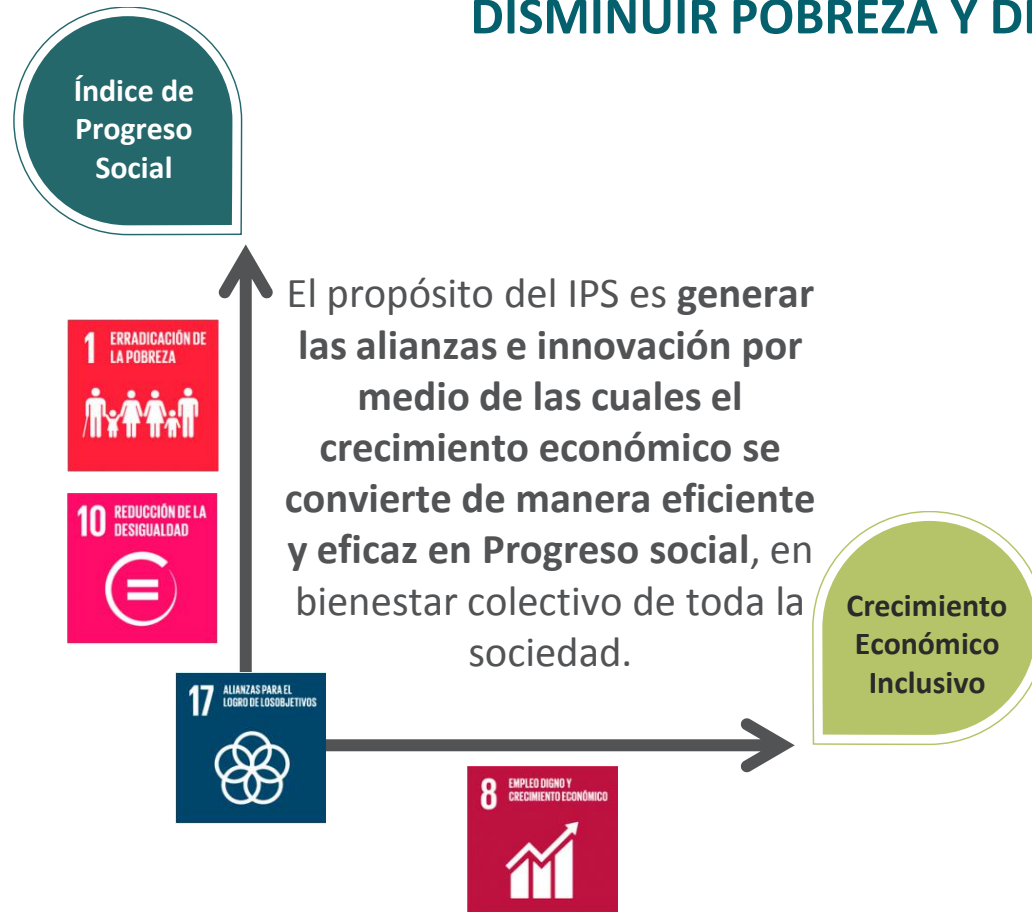 DISMINUIR POBREZA Y
Índice de
Progreso
Social
El propósito del IPS es generar
las alianzas e innovación por
medio de las cuales el
crecimiento económico se
convierte de manera eficiente
y eficaz en Progreso social, en
bienestar colectivo de toda la
sociedad.
1 ERRADICACIÓN DE
LA POBREZA
10 REDUCCIÓN DE LA
DESIGUALDAD
Crecimiento
Económico
Inclusivo
17 ALIANZAS PARA EL
LOGRO DE LOSOBJETIVOS
8 EMPLEO DIGNO Y
CRECIMIENTO ECONÓMICO